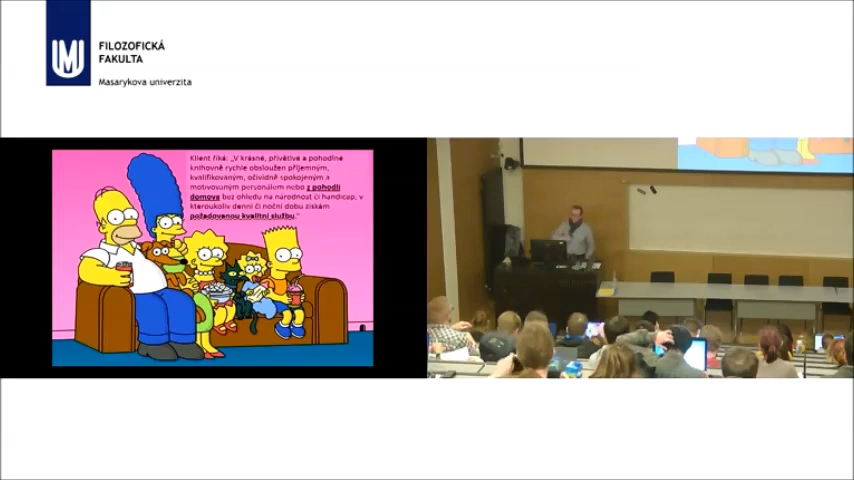 FILOZOFICKÁ
FAKULTA
Masarykova univerzita
Klient říká: „V krásné, přívětivé a pohodlné
knihovně rychle obsloužen příjemným,
kvalifikovaným, očividně spokojeným a
motivovaným personálem nebo z pohodlí
domova bez ohledu na národnost či handicap, v
kteroukoliv denní či noční dobu získám
požadovanou kvalitní službu.“